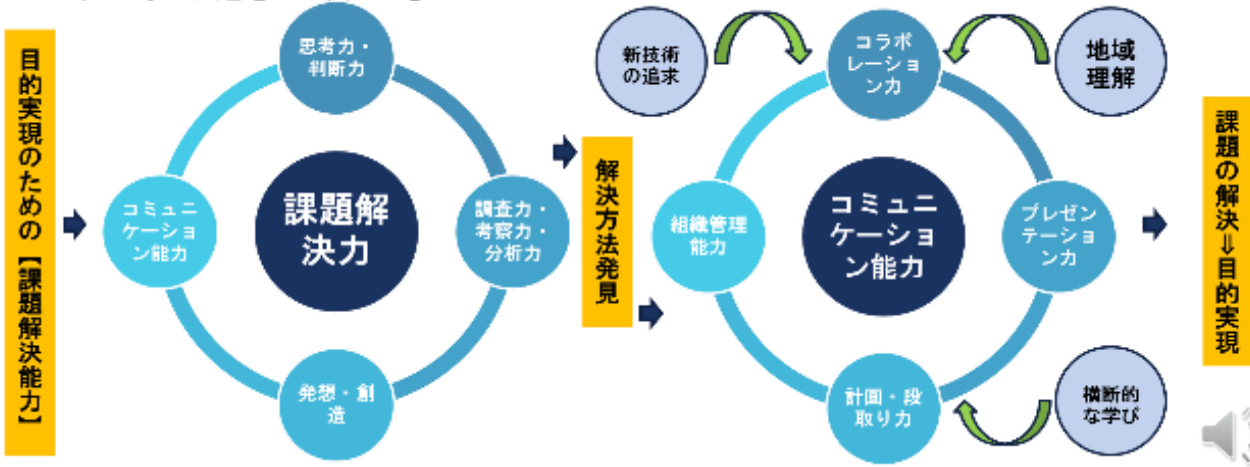 目的実現のための【課題解決能力】
思考力・
判断力
コミュニ
ケーショ
ン能力
課題解
決力
調査力・
考察力・
分析力
発想・創
造
解決方法発見
新技術
の追求
コラボ
レーショ
ン力
地域
理解
組織管理
能力
コミュニ
ケーショ
ン能力
プレゼン
テーショ
ン力
計画・段
取り力
横断的
な学び
課題の解決⇒目的実現